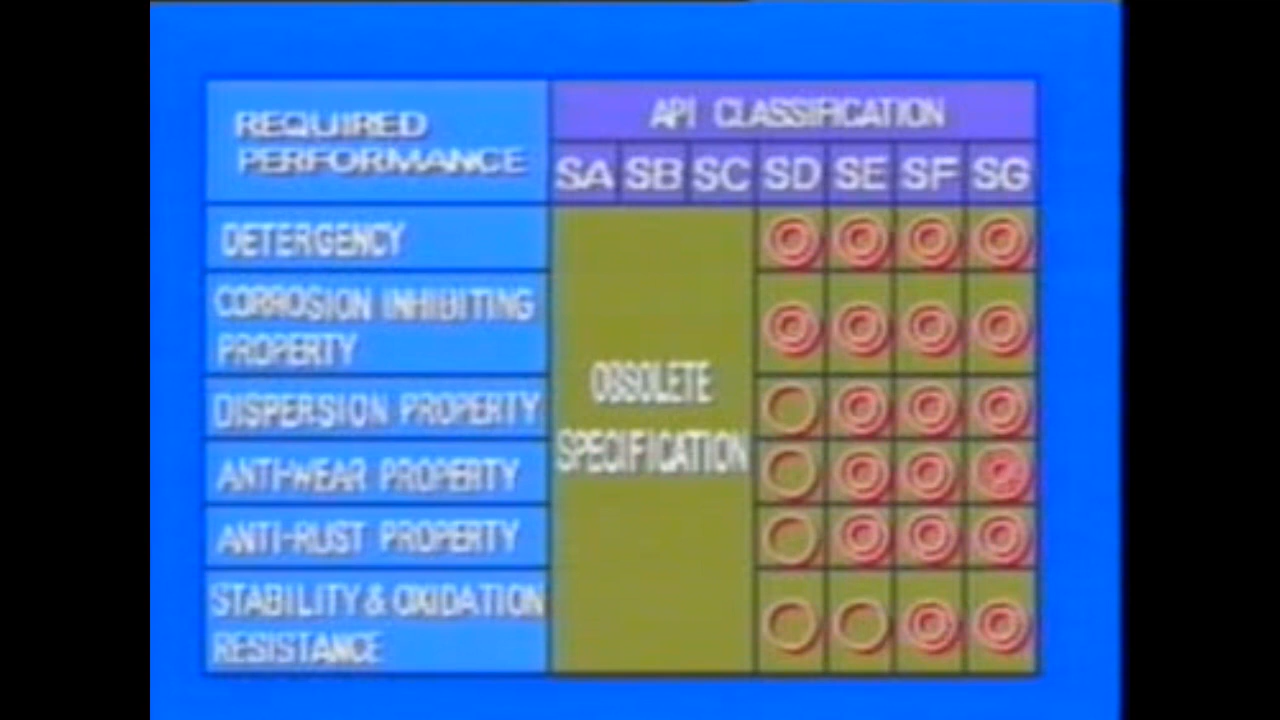 REQUIRED
PERFORMANCE
API CLASSIFICATION
SA SB SC SD SE SF SG
DETERGENCY
CORROSION INHIBITING
PROPERTY
DISPERSION PROPERTY
ANTI-WEAR PROPERTY
ANTI-RUST PROPERTY
STABILITY & OXIDATION
RESISTANCE
OBSOLETE
SPECIFICATION